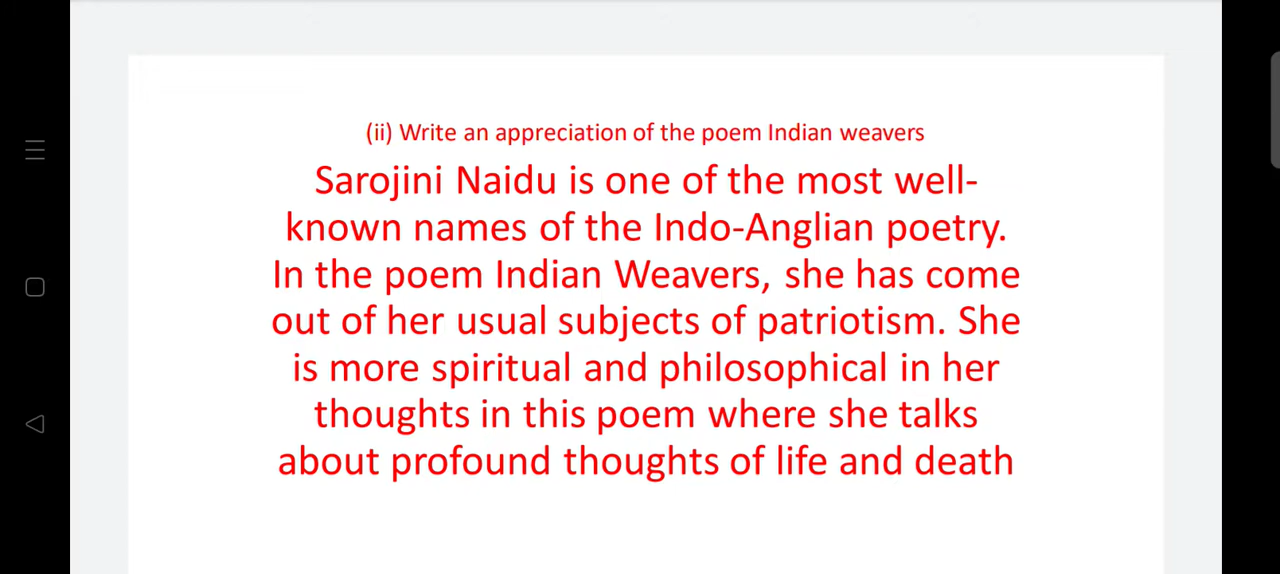 (ii) Write an appreciation of the poem Indian weavers
Sarojini Naidu is one of the most well-
known names of the Indo-Anglian poetry.
In the poem Indian Weavers, she has come
out of her usual subjects of patriotism. She
is more spiritual and philosophical in her
thoughts in this poem where she talks
about profound thoughts of life and death